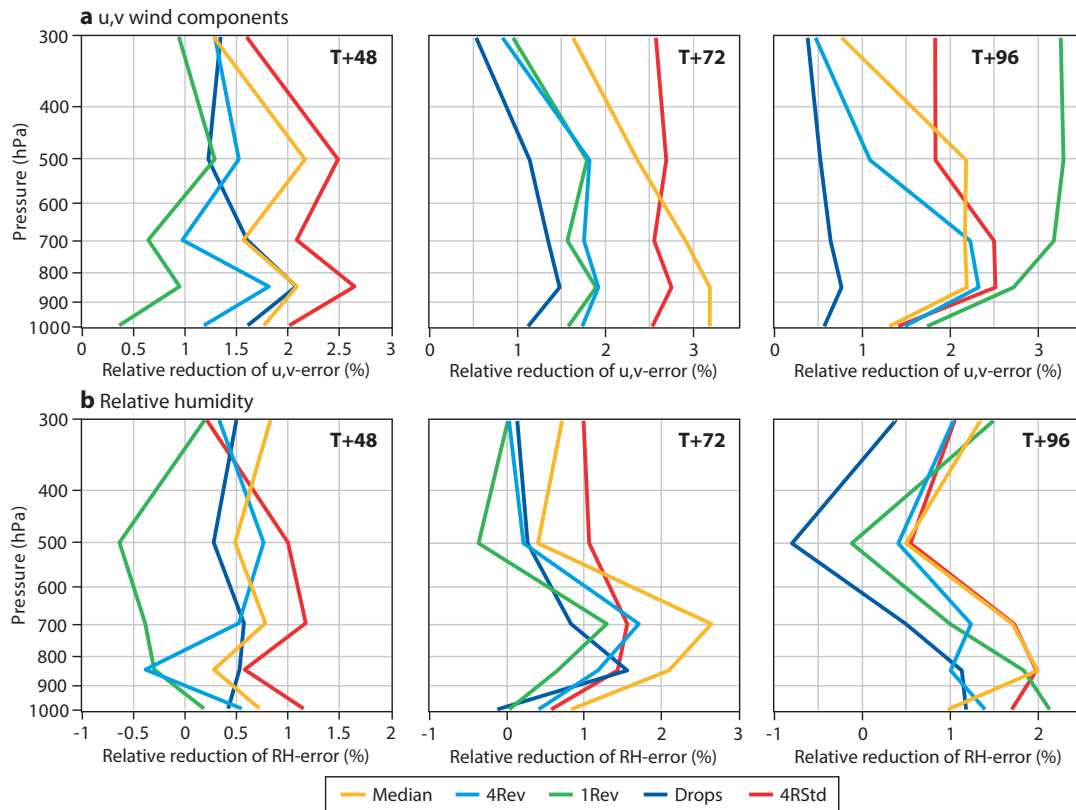 a u,v wind components
Pressure (hPa)
300
400
500
600
700
800
900
1000
T+48
0
0.5
1
1.5
2
2.5
3
Relative reduction of u,v-error (%)
T+72
0
1
2
3
Relative reduction of u,v-error (%)
T+96
0
1
2
3
Relative reduction of u,v-error (%)
b Relative humidity
Pressure (hPa)
300
400
500
600
700
800
900
1000
T+48
-1
-0.5
0
0.5
1
1.5
2
Relative reduction of RH-error (%)
T+72
-1
0
1
2
3
Relative reduction of RH-error (%)
T+96
-1
0
1
2
Relative reduction of RH-error (%)
Median 4Rev 1Rev Drops 4RStd